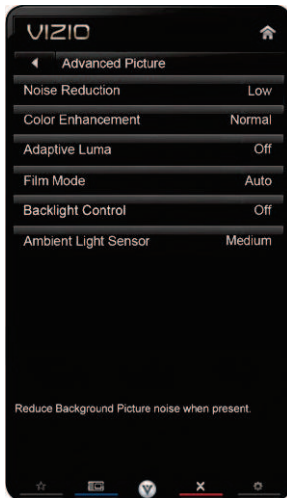 VIZIO
Advanced Picture
Noise Reduction Low
Color Enhancement Normal
Adaptive Luma Off
Film Mode Auto
Backlight Control Off
Ambient Light Sensor Medium
Reduce Background Picture noise when present.
V